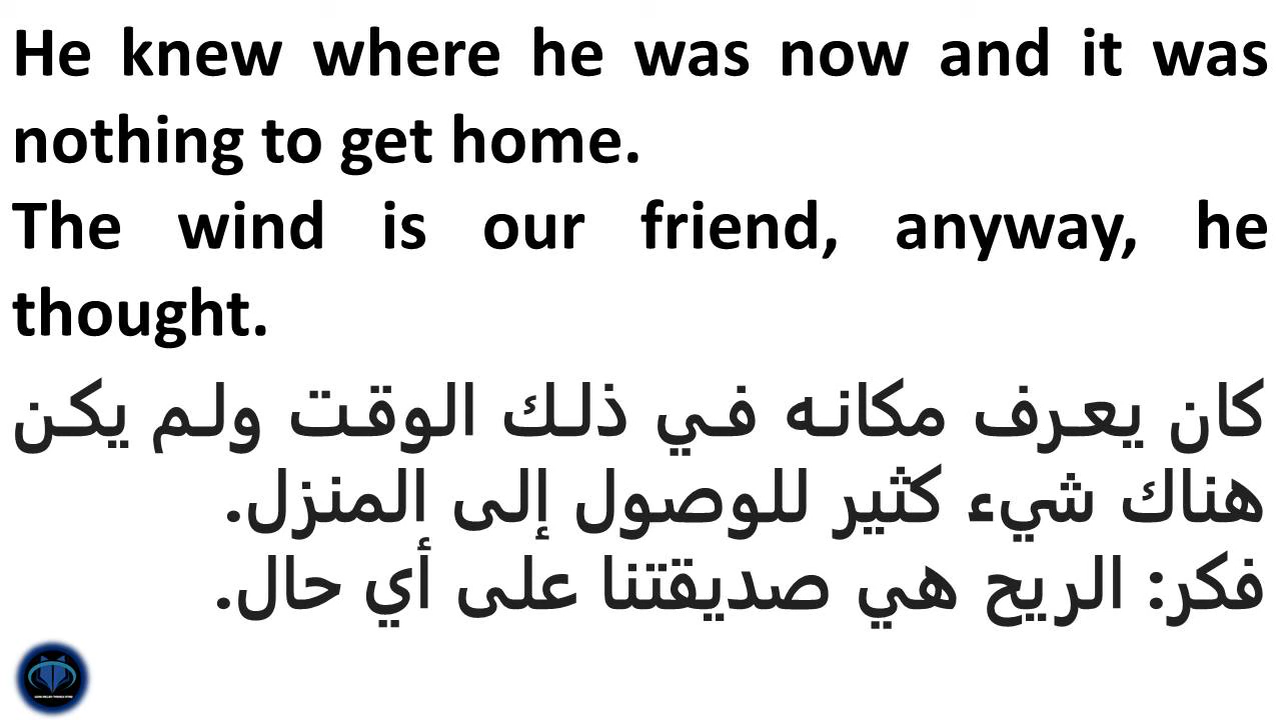 He knew where he was now and it was
nothing to get home.
The wind is our friend, anyway, he
thought.
كان يعرف مكانه في ذلك الوقت ولم يكن
هناك شيء كثير للوصول إلى المنزل.
فكر: الريح هي صديقتنا على أي حال.